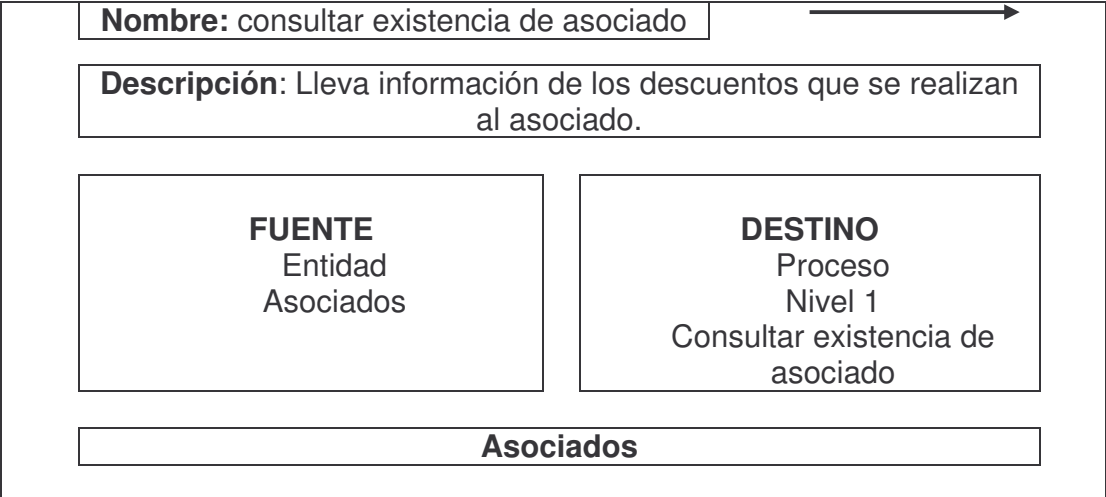 Nombre: consultar existencia de asociado
Descripción: Lleva información de los descuentos que se realizan
al asociado.
FUENTE
Entidad
Asociados
DESTINO
Proceso
Nivel 1
Consultar existencia de
asociado
Asociados